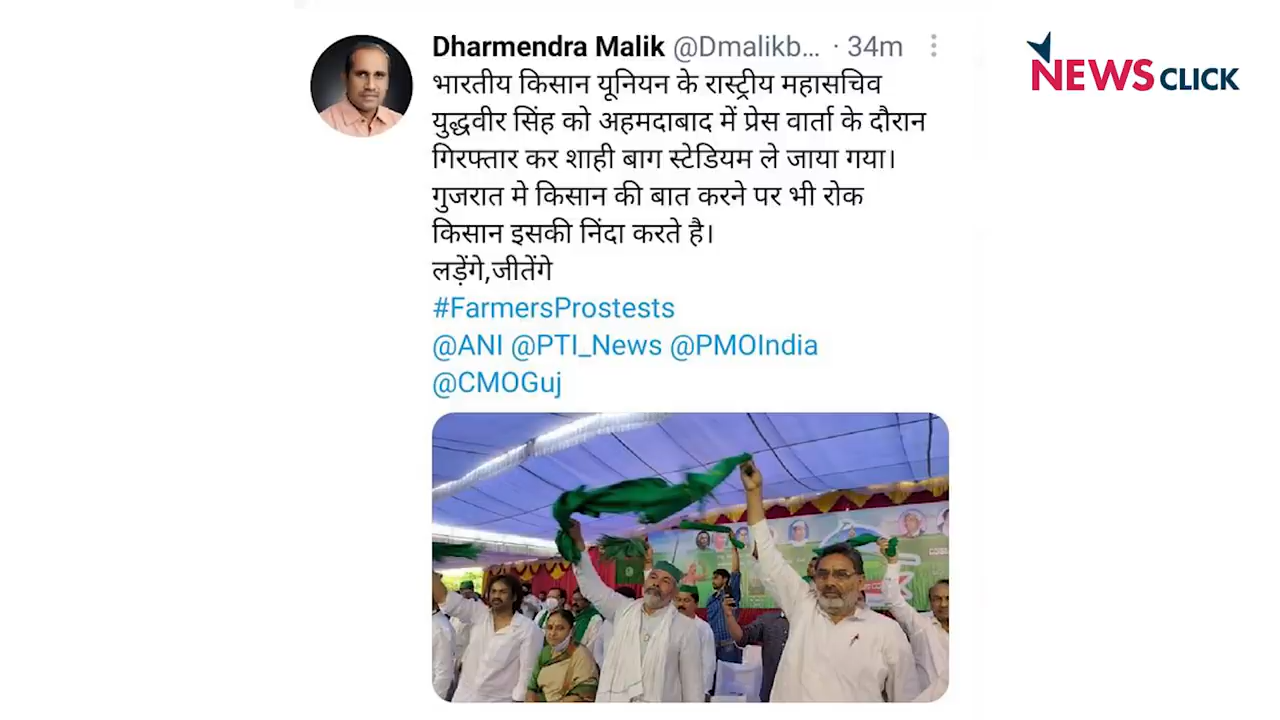 Dharmendra Malik @Dmalikb... · 34m
NEWSCLICK
भारतीय किसान यूनियन के रास्ट्रीय महासचिव
युद्धवीर सिंह को अहमदाबाद में प्रेस वार्ता के दौरान
गिरफ्तार कर शाही बाग स्टेडियम ले जाया गया।
गुजरात मे किसान की बात करने पर भी रोक
किसान इसकी निंदा करते है।
लड़ेंगे,जीतेंगे
#FarmersProstests
@ANI @PTI_News @PMOIndia
@CMOGuj